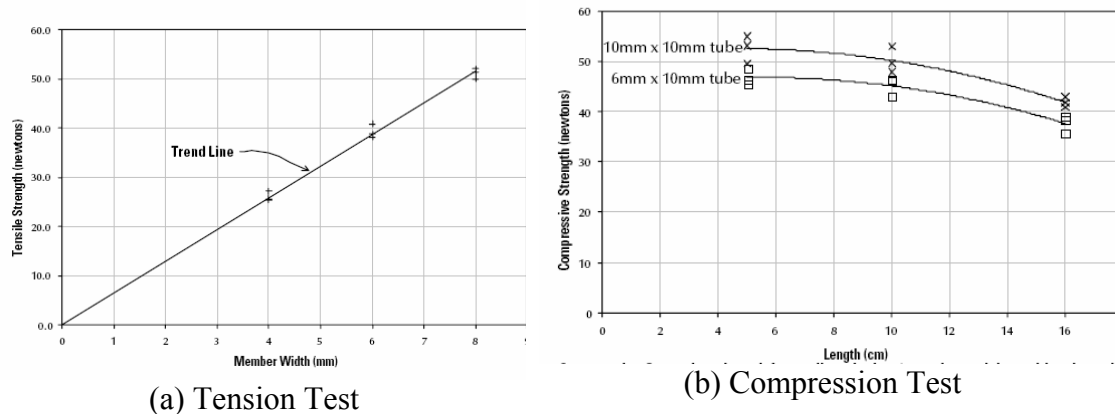 Tensile Strength (newtons)
60.0
50.0
40.0
30.0
20.0
10.0
0.0
Trend Line
0 1 2 3 4 5 6 7 8 9
Member Width (mm)
(a) Tension Test
Compressive Strength (newtons)
60
50
40
30
20
10
0
10mm x 10mm tube
6mm x 10mm tube
0 2 4 6 8 10 12 14 16
Length (cm)
(b) Compression Test